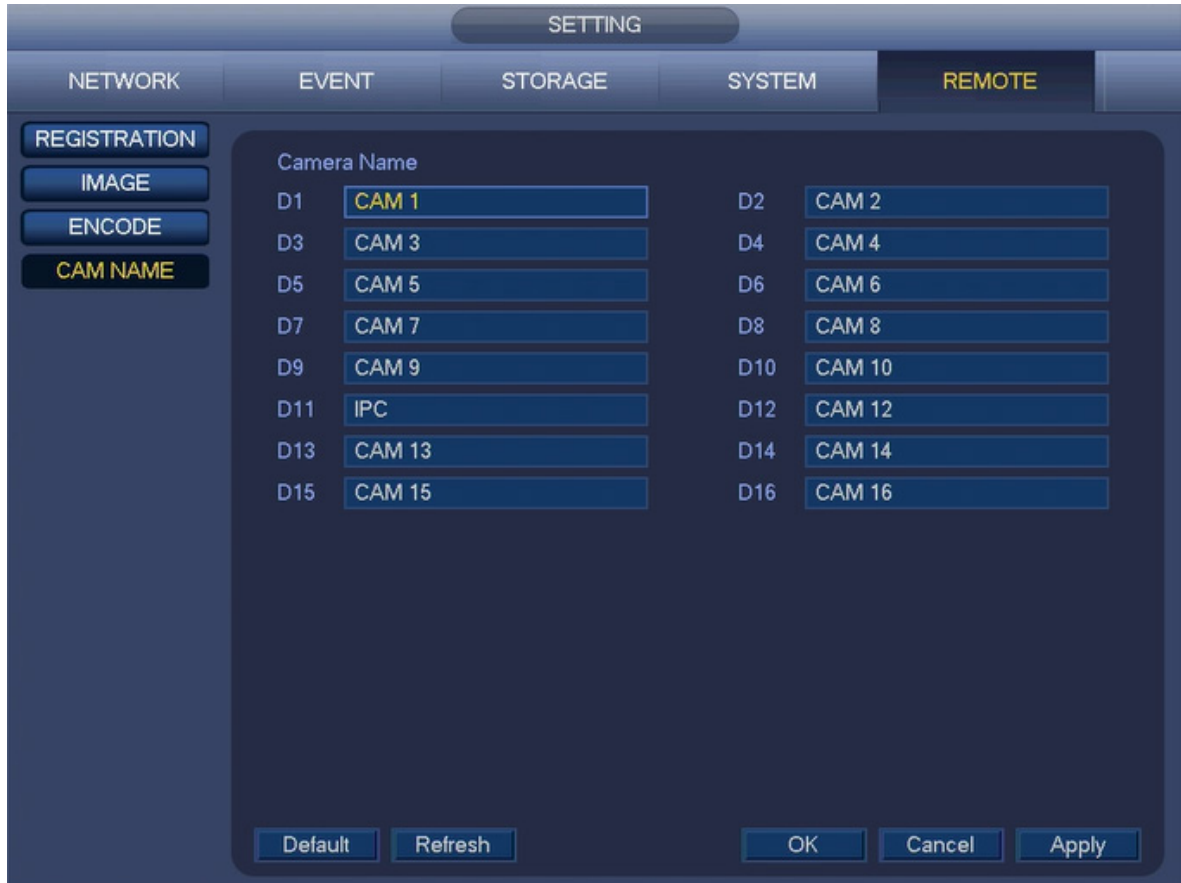 SETTING
NETWORK EVENT STORAGE SYSTEM REMOTE
REGISTRATION
IMAGE
ENCODE
CAM NAME
Camera Name
D1 CAM 1 D2 CAM 2
D3 CAM 3 D4 CAM 4
D5 CAM 5 D6 CAM 6
D7 CAM 7 D8 CAM 8
D9 CAM 9 D10 CAM 10
D11 IPC D12 CAM 12
D13 CAM 13 D14 CAM 14
D15 CAM 15 D16 CAM 16
Default Refresh OK Cancel Apply